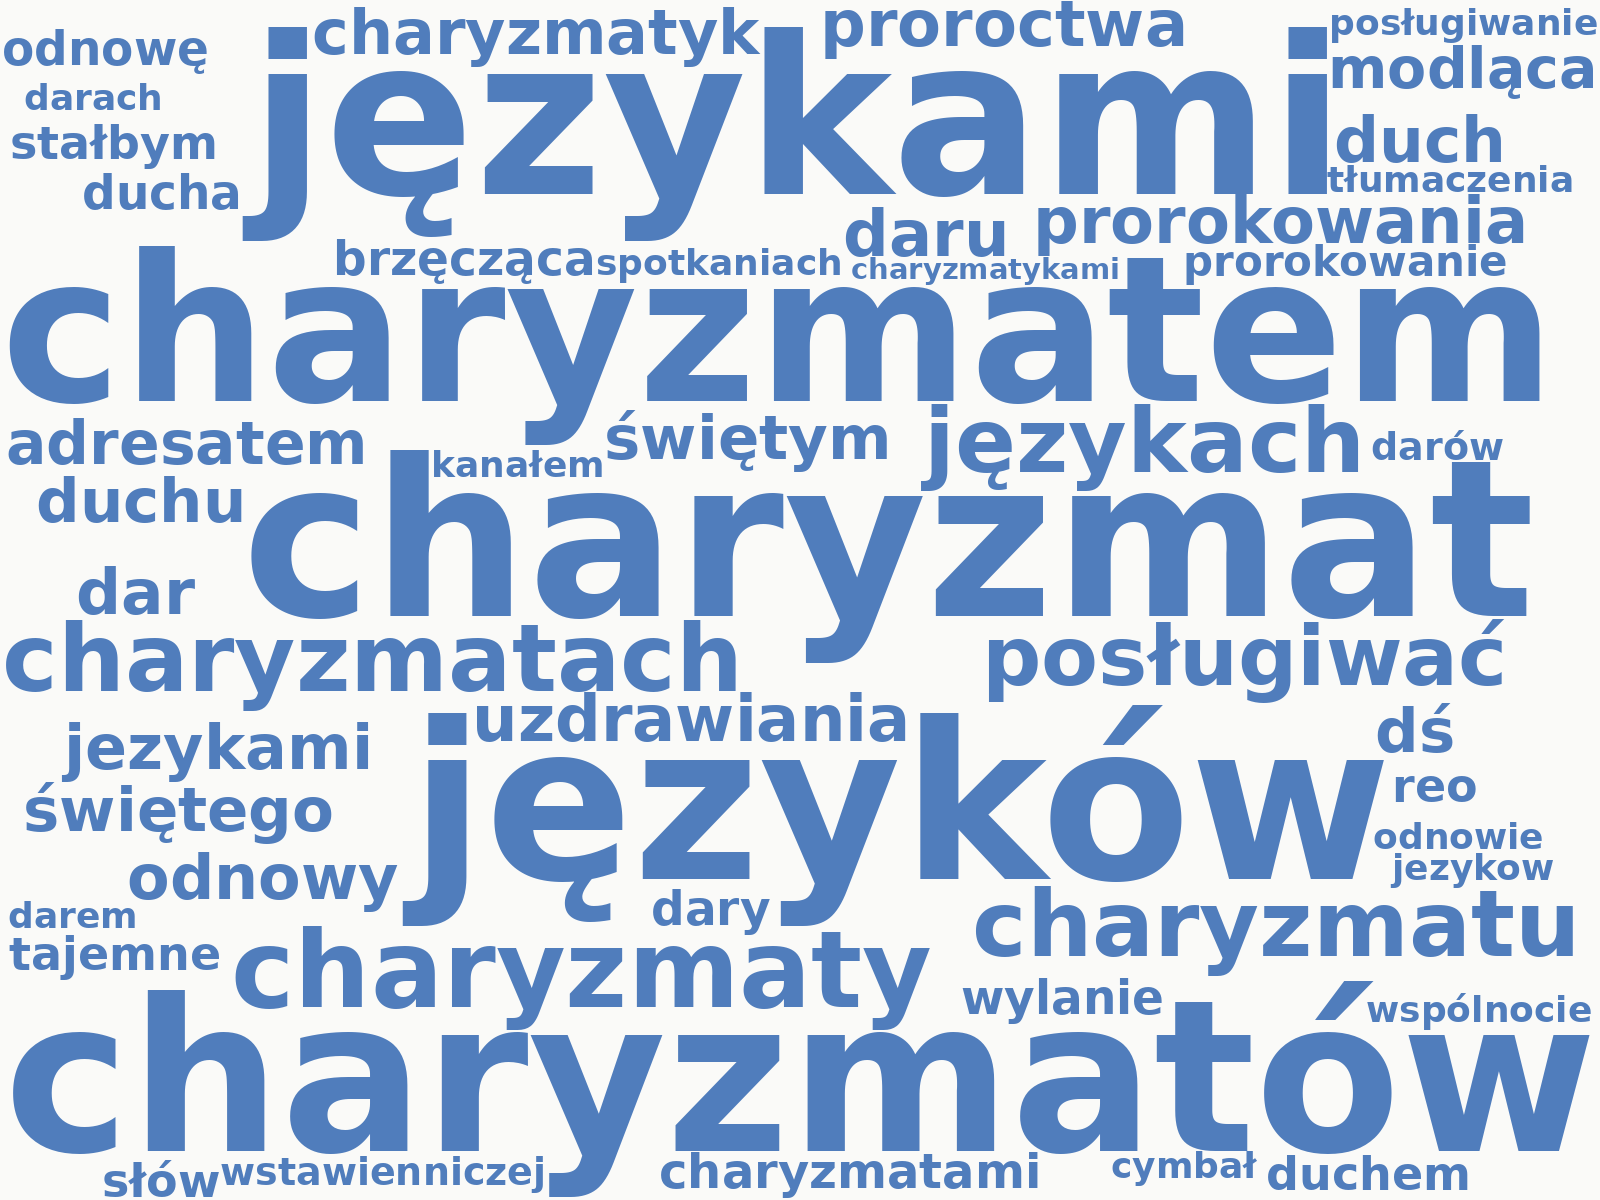 odnowę charyzmatyk proroctwa posługiwanie
darach językami modląca
stałbym duch
ducha tłumaczenia
daru prorokowania
brzęcząca spotkaniach charyzmatykami prorokowanie
charyzmatem
adresatem kanałem świętym językach darów
duchu charyzmat
dar
charyzmatach posługiwać
jezykami uzdrawiania dś
świętego języków reo
odnowie
odnowy jezykow
darem dary charyzmatu
tajemne charyzmaty
wylanie wspólnocie
charyzmatów
słów wstawienniczej charyzmatami cymbał duchem